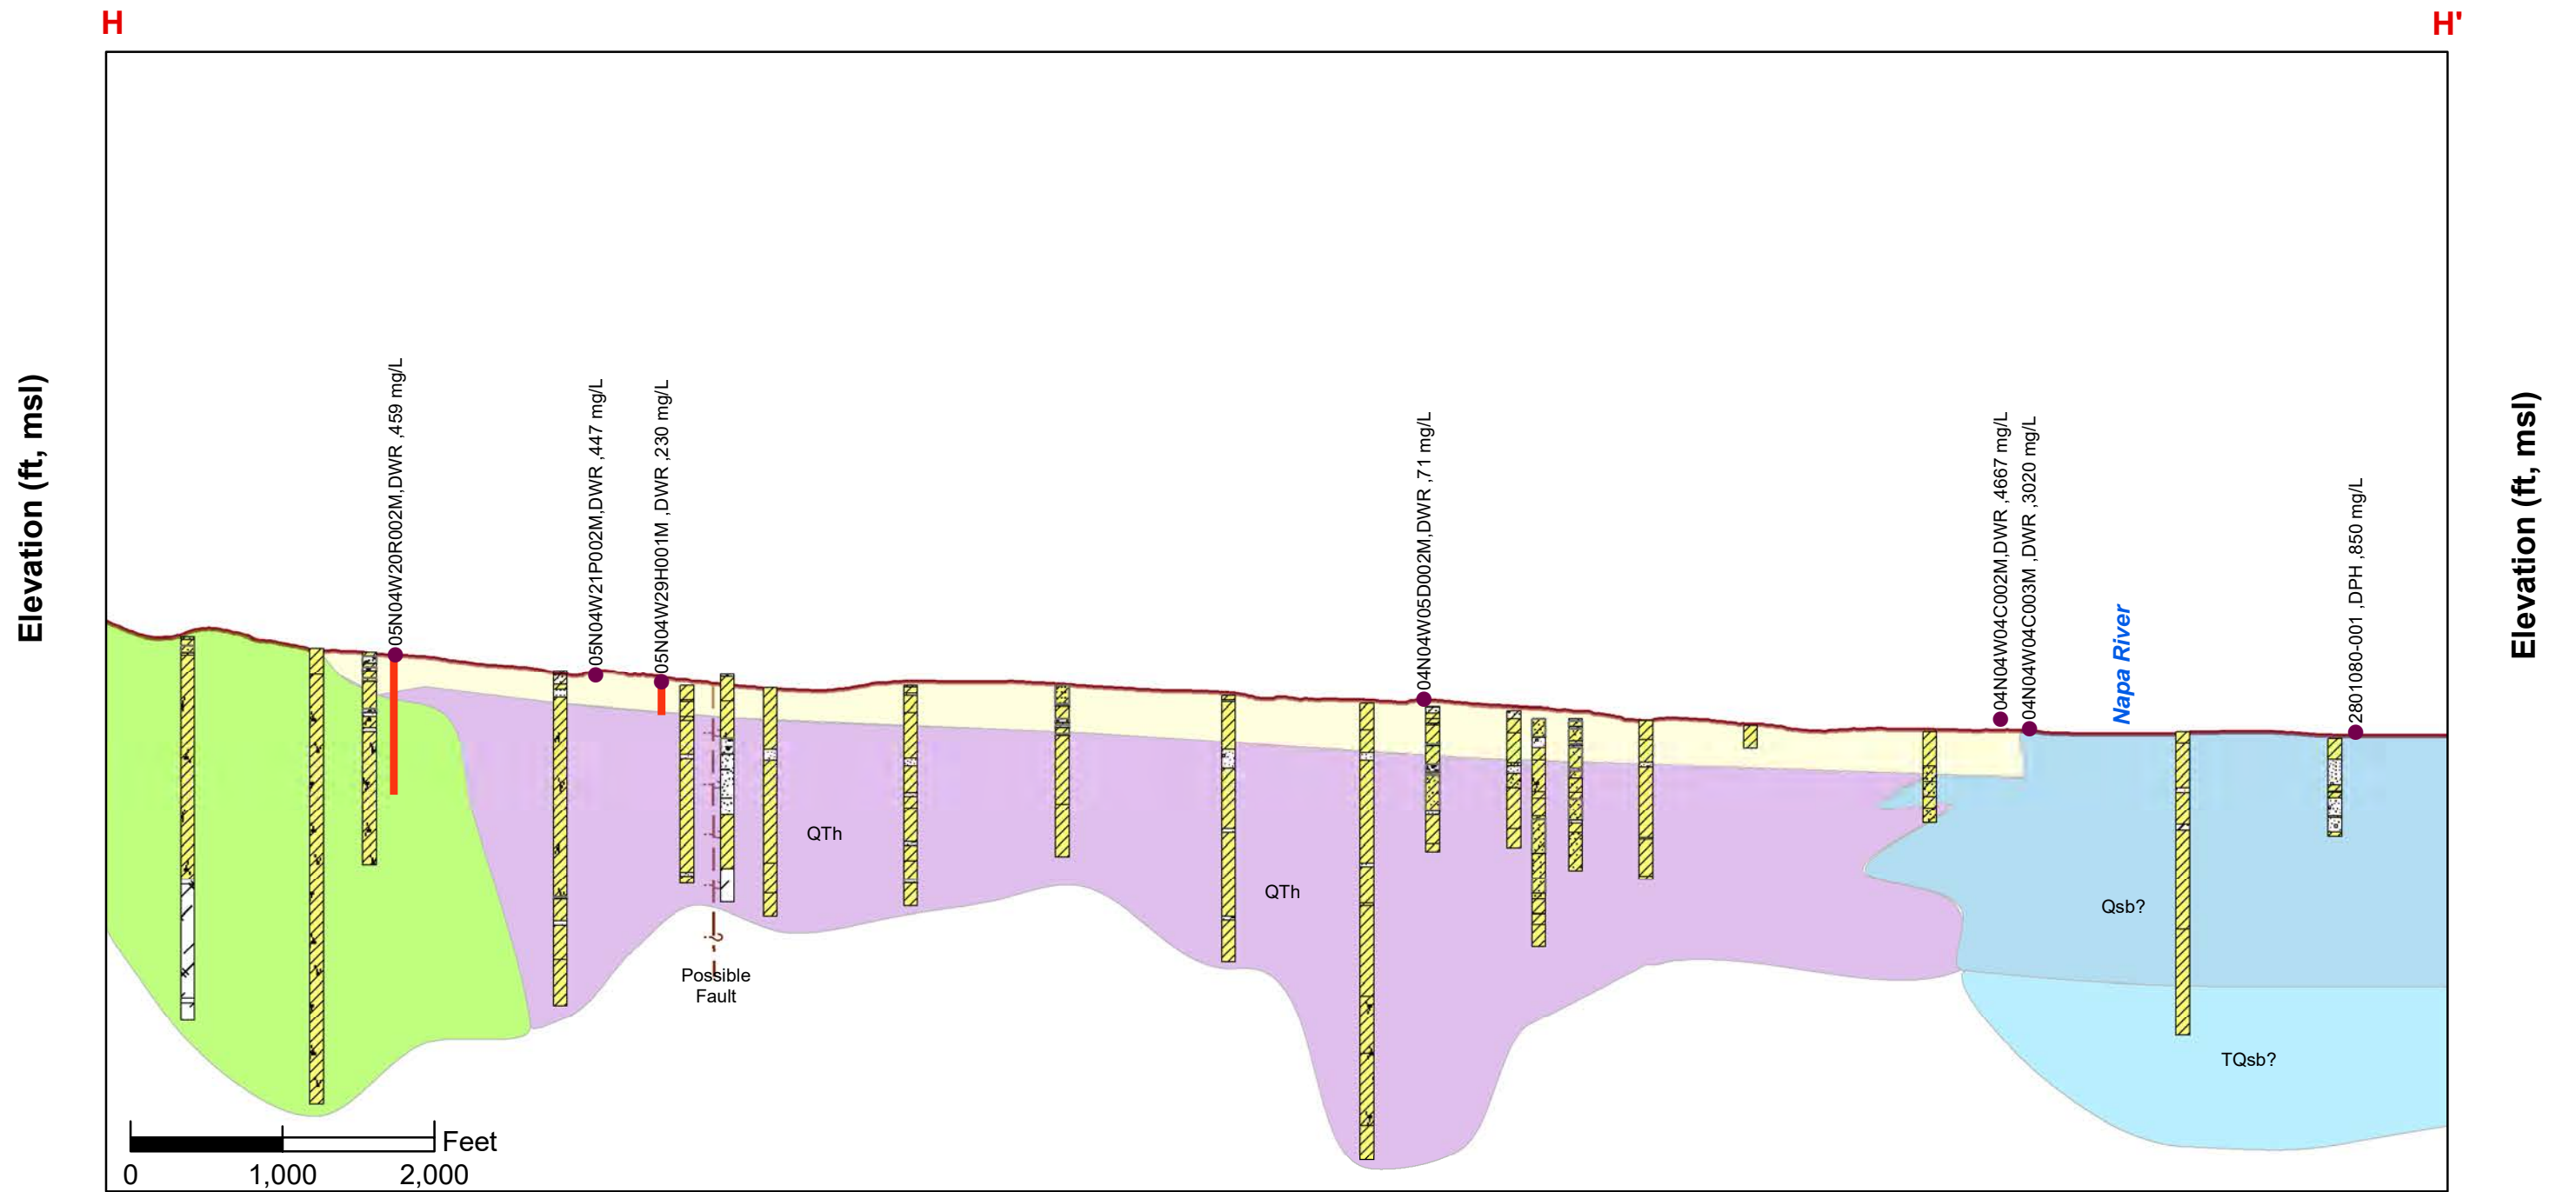 H
H'
Elevation (ft, msl)
05N04W20R002M,DWR ,459 mg/L
05N04W21P002M,DWR ,447 mg/L
05N04W29H001M ,DWR ,230 mg/L
04N04W05D002M,DWR ,71 mg/L
04N04W04C002M,DWR ,4667 mg/L
04N04W04C003M ,DWR ,3020 mg/L
Napa River
2801080-001 ,DPH ,850 mg/L
Elevation (ft, msl)
QTh
QTh
Qsb?
?
Possible
Fault
TQsb?
Feet
0
1,000
2,000